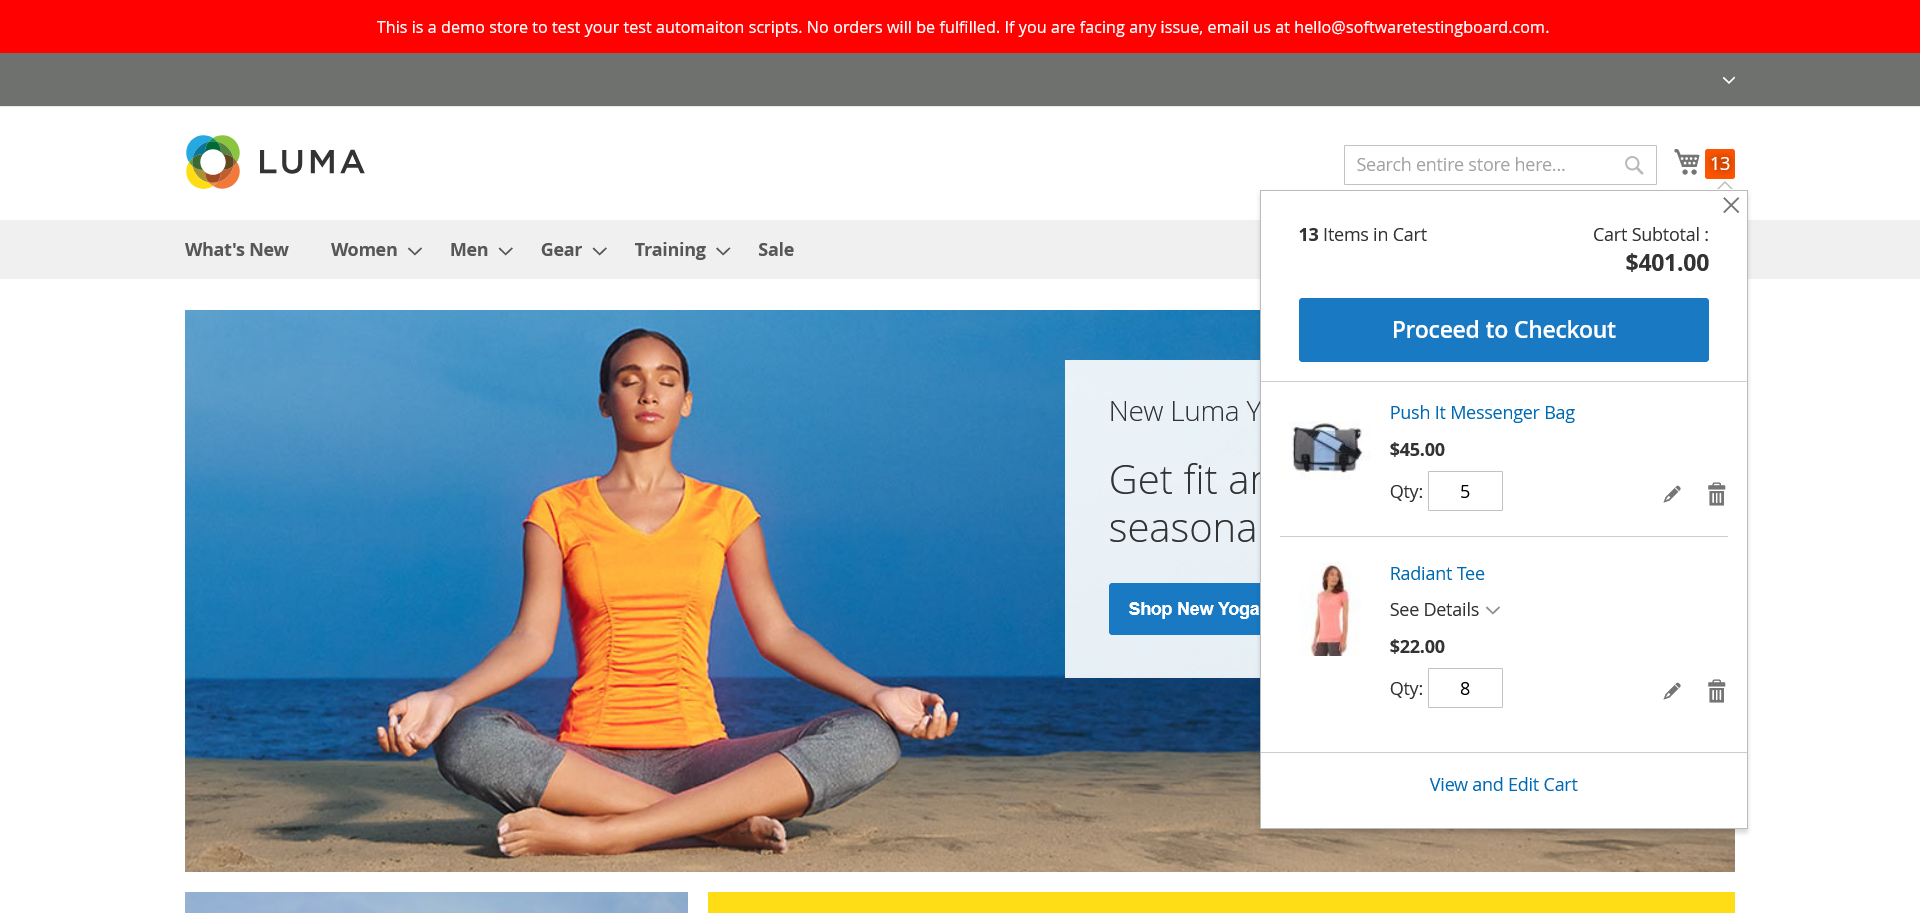 This is a demo store to test your test automaiton scripts. No orders will be fulfilled. If you are facing any issue, email us at hello@softwaretestingboard.com.
LUMA
Search entire store here...
13
What's New
Women
Men
Gear
Training
Sale
13 Items in Cart
Cart Subtotal :
$401.00
Proceed to Checkout
Push It Messenger Bag
$45.00
Qty: 5
Radiant Tee
See Details
$22.00
Qty: 8
View and Edit Cart
New Luma Y
Get fit
seasona
Shop New Yoga